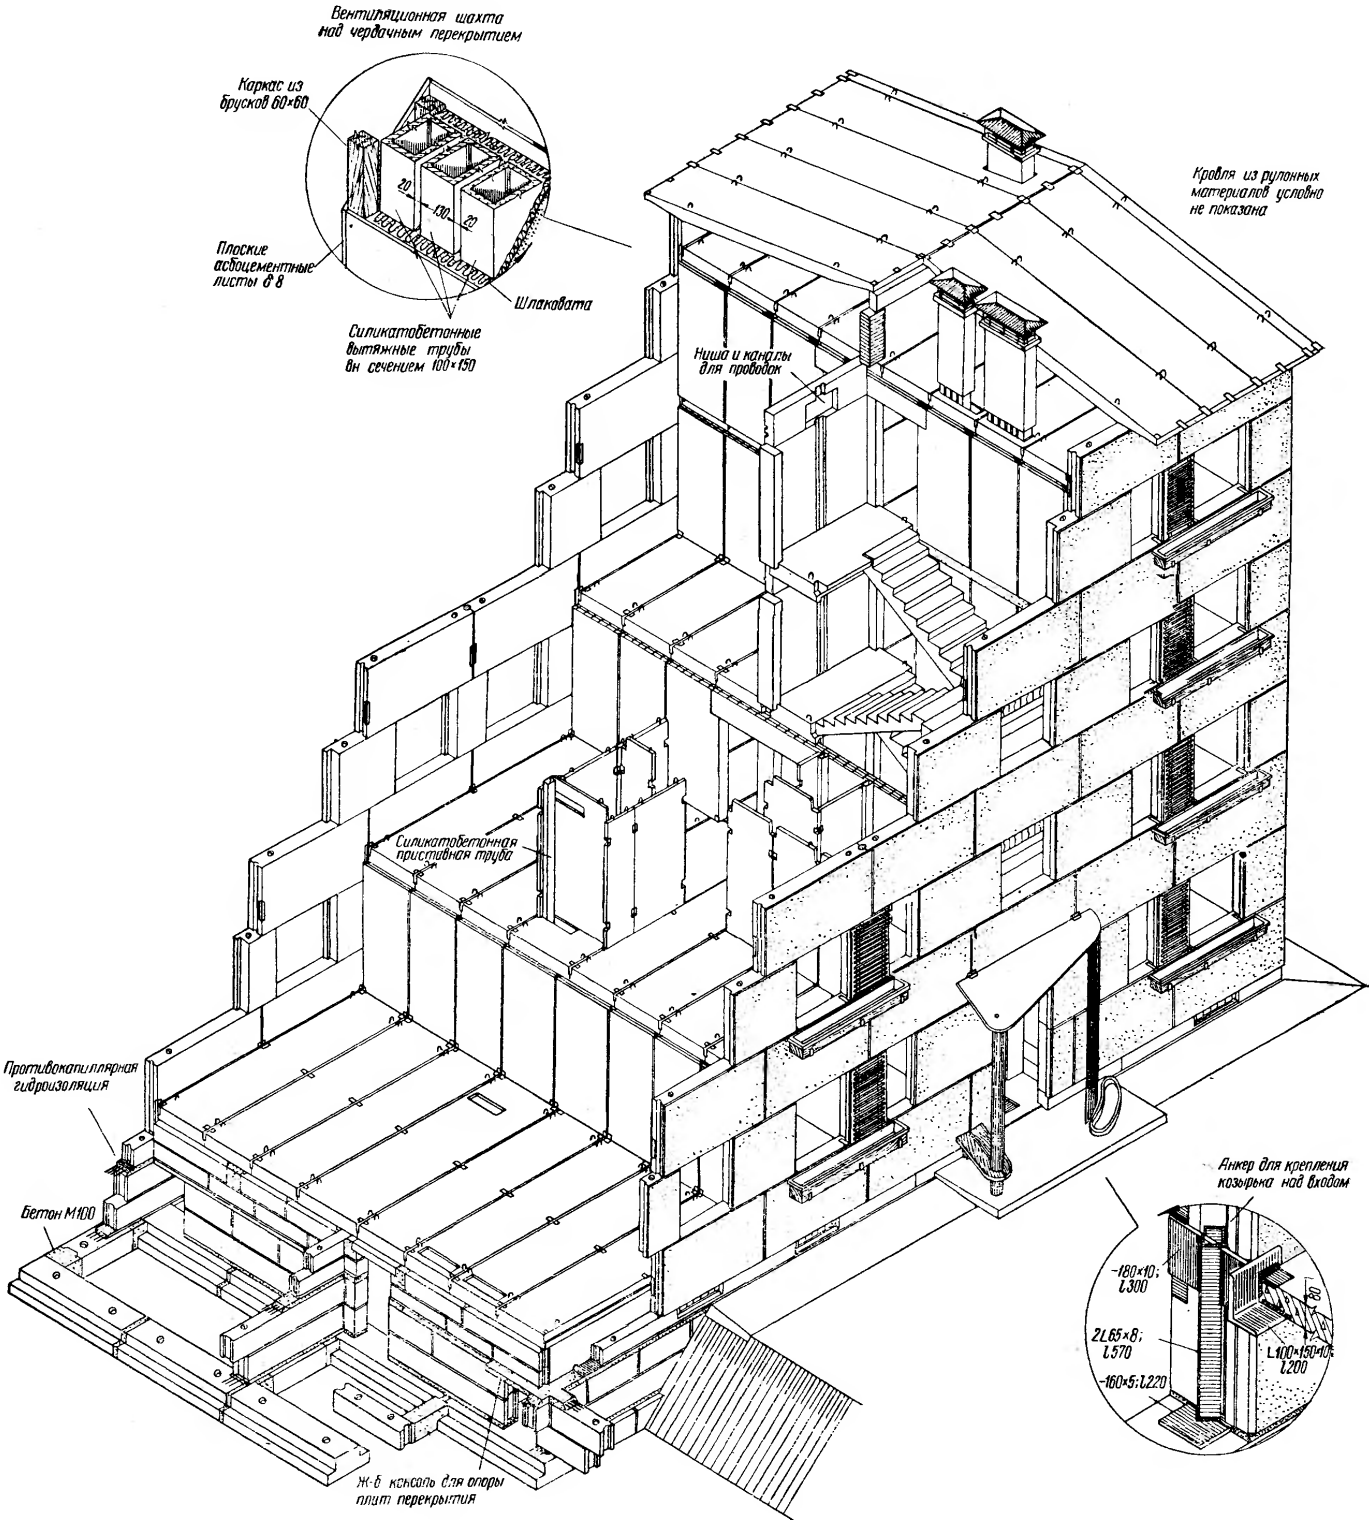 Вентиляционная шахта
над чердачным перекрытием
Каркас из
брусков 60×60
20
130
20
Плоские
асбоцементные
листы δ 8
Шлаковата
Силикатобетонные
вытяжные трубы
вн сечением 100×150
Кровля из рулонных
материалов условно
не показана
Ниша и каналы
для проводок
Силикатобетонная
приставная труба
Противокапиллярная
гидроизоляция
Бетон М100
Ж-б консоль для опоры
плит перекрытия
Анкер для крепления
козырька над входом
-180×10;
ℓ300
80
2L65×8;
ℓ570
L100×150×10;
ℓ200
-160×5;ℓ220